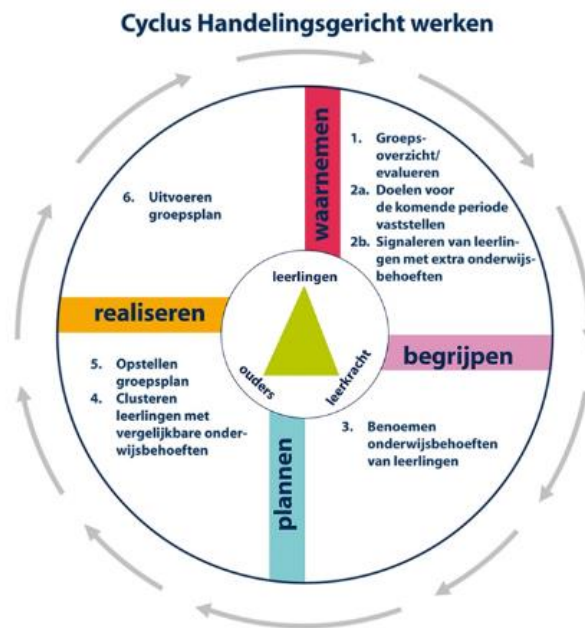 Cyclus Handelingsgericht werken
waarnemen
1. Groeps-
overzicht/
evalueren
2a. Doelen voor
de komende periode
vaststellen
2b. Signaleren van leerlin-
gen met extra onderwijs-
behoeften
begrijpen
3. Benoemen
onderwijsbehoeften
van leerlingen
plannen
5. Opstellen
groepsplan
4. Clusteren
leerlingen met
vergelijkbare onder-
wijsbehoeften
realiseren
6. Uitvoeren
groepsplan
leerlingen
ouders
leerkracht